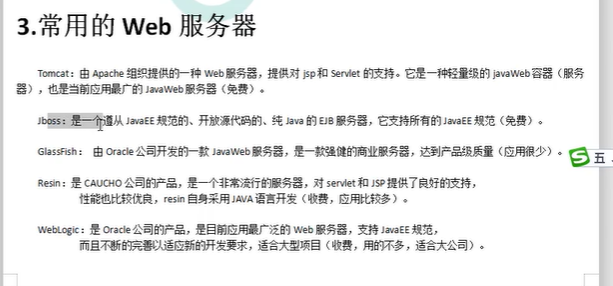 3.常用的 Web 服务器
Tomcat：由 Apache 组织提供的一种 Web 服务器，提供对 jsp 和 Servlet 的支持。它是一种轻量级的 javaWeb 容器（服务
器），也是当前应用最广的 JavaWeb 服务器（免费）。
Jboss：是一个道从 JavaEE 规范的、开放源代码的、纯 Java 的 EJB 服务器，它支持所有的 JavaEE 规范（免费）。
GlassFish： 由 Oracle 公司开发的一款 JavaWeb 服务器，是一款强健的商业服务器，达到产品级质量（应用很少）。
Resin：是 CAUCHO 公司的产品，是一个非常流行的服务器，对 servlet 和 JSP 提供了良好的支持，
性能也比较优良，resin 自身采用 JAVA 语言开发（收费，应用比较多）。
WebLogic：是 Oracle 公司的产品，是目前应用最广泛的 Web 服务器，支持 JavaEE 规范，
而且不断的完善以适应新的开发要求，适合大型项目（收费，用的不多，适合大公司）。
S 五